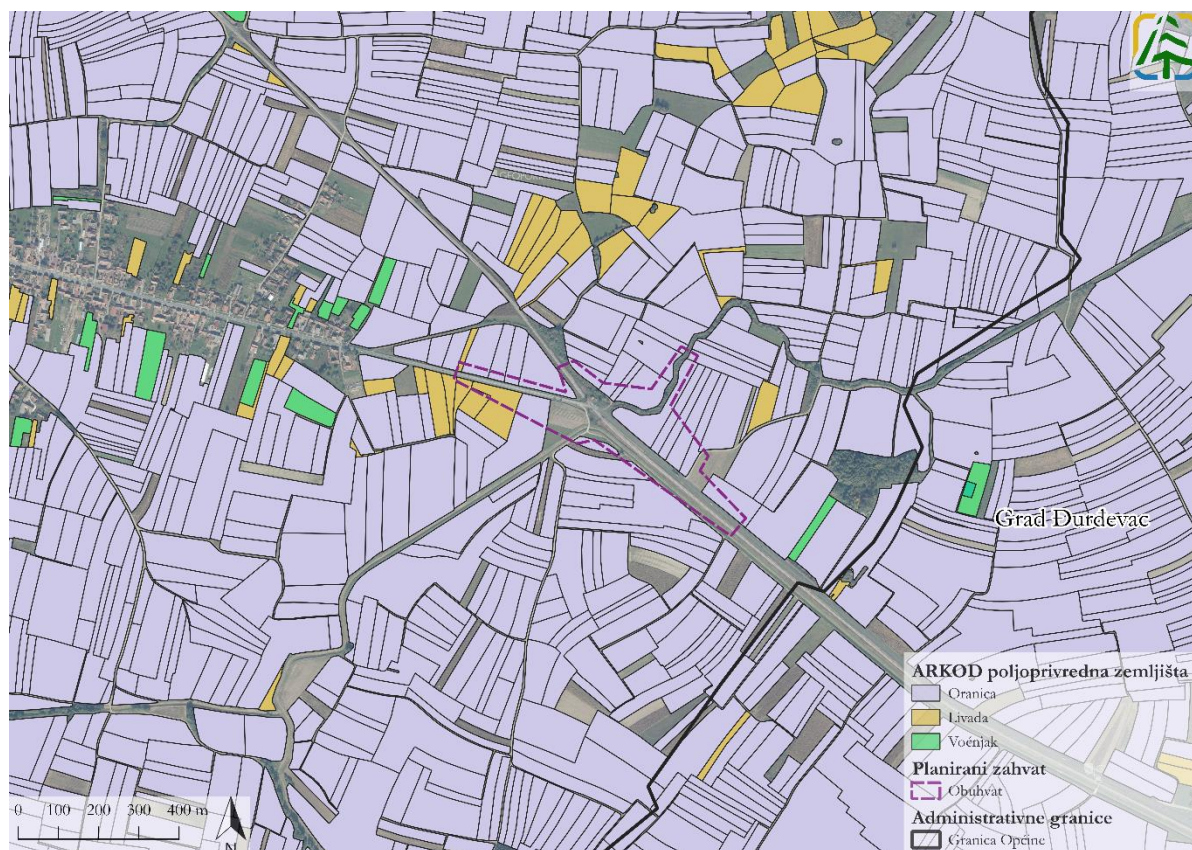 Grad Đurđevac
ARKOD poljoprivredna zemljišta
Oranica
Livada
Voćnjak
Planirani zahvat
Obuhvat
Administrativne granice
Granica Općine
0 100 200 300 400 m
N